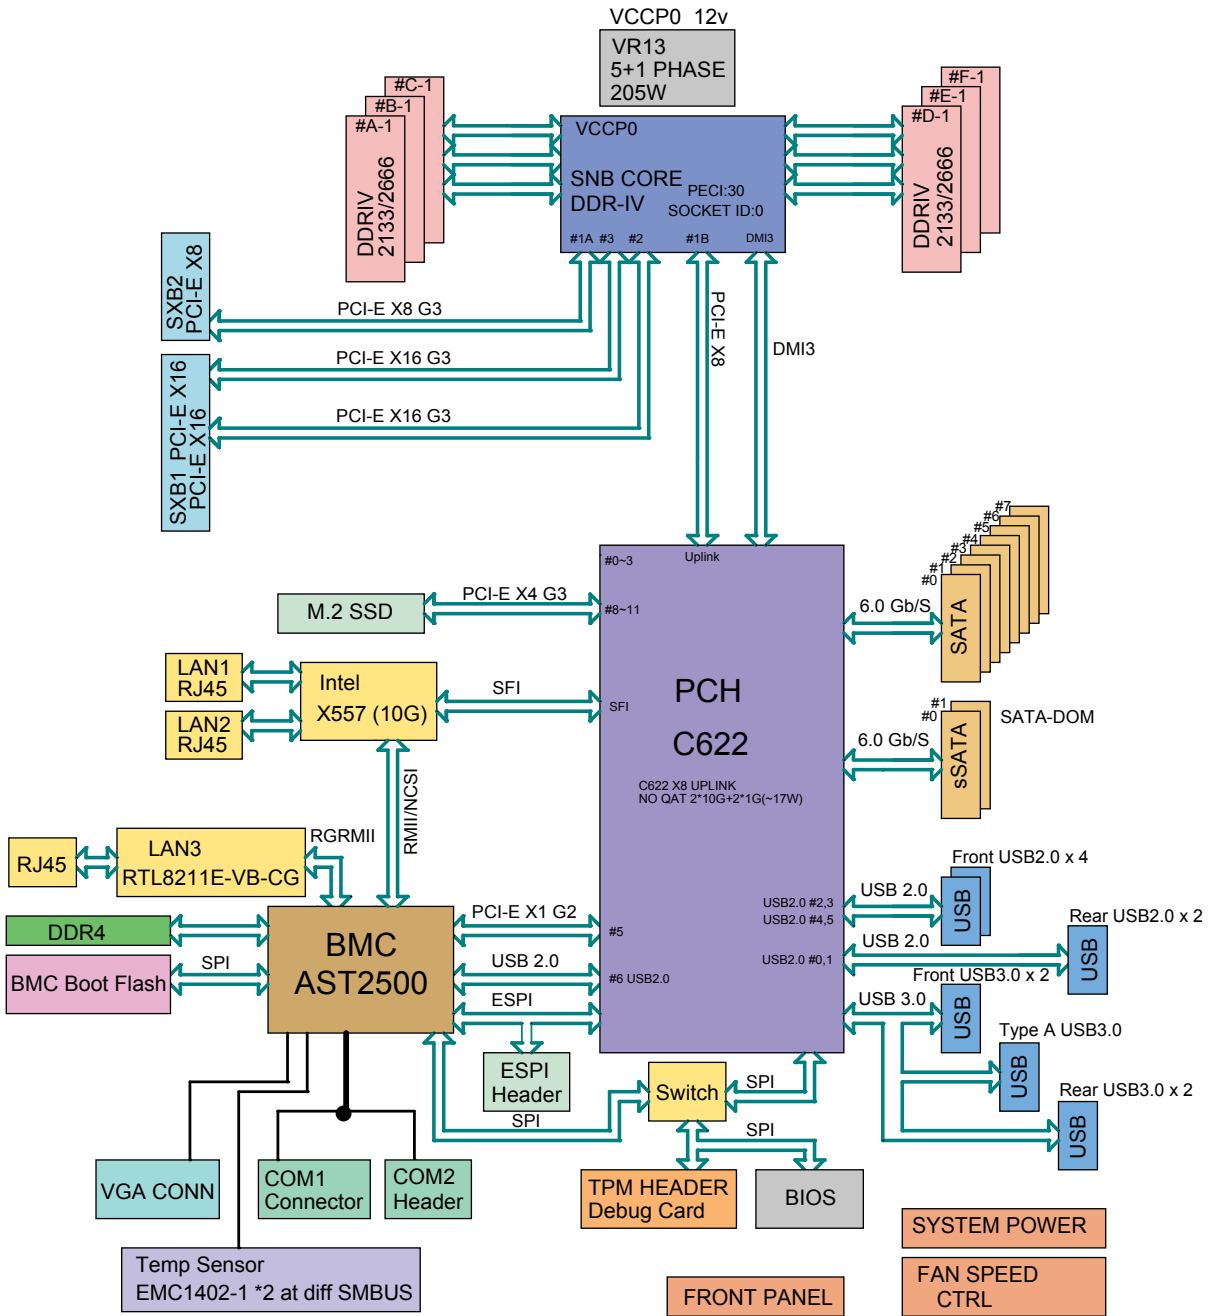 VCCP0 12v
VR13
5+1 PHASE
205W
#C-1
#B-1
#A-1
DDRIV
2133/2666
#F-1
#E-1
#D-1
DDRIV
2133/2666
VCCP0
SNB CORE
DDR-IV
PECI:30
SOCKET ID:0
#1A
#3
#2
#1B
DMI3
SXB2
PCI-E X8
PCI-E X8 G3
SXB1 PCI-E X16
PCI-E X16
PCI-E X16 G3
PCI-E X16 G3
PCI-E X8
DMI3
#0~3
Uplink
#8~11
M.2 SSD
PCI-E X4 G3
LAN1
RJ45
LAN2
RJ45
Intel
X557 (10G)
SFI
SFI
PCH
C622
C622 X8 UPLINK
NO QAT 2*10G+2*1G(~17W)
6.0 Gb/S
#7
#6
#5
#4
#3
#2
#1
#0
SATA
6.0 Gb/S
#1
#0
sSATA
SATA-DOM
RMII/NCSI
RGRMII
RJ45
LAN3
RTL8211E-VB-CG
DDR4
BMC Boot Flash
SPI
BMC
AST2500
PCI-E X1 G2
#5
USB 2.0
#6 USB2.0
ESPI
ESPI
Header
USB2.0 #2,3
USB2.0 #4,5
USB2.0 #0,1
USB 2.0
Front USB2.0 x 4
USB
USB 2.0
Rear USB2.0 x 2
USB
USB 3.0
Front USB3.0 x 2
USB
Type A USB3.0
USB
Rear USB3.0 x 2
USB
Switch
SPI
SPI
SPI
VGA CONN
COM1
Connector
COM2
Header
TPM HEADER
Debug Card
BIOS
Temp Sensor
EMC1402-1 *2 at diff SMBUS
FRONT PANEL
SYSTEM POWER
FAN SPEED
CTRL